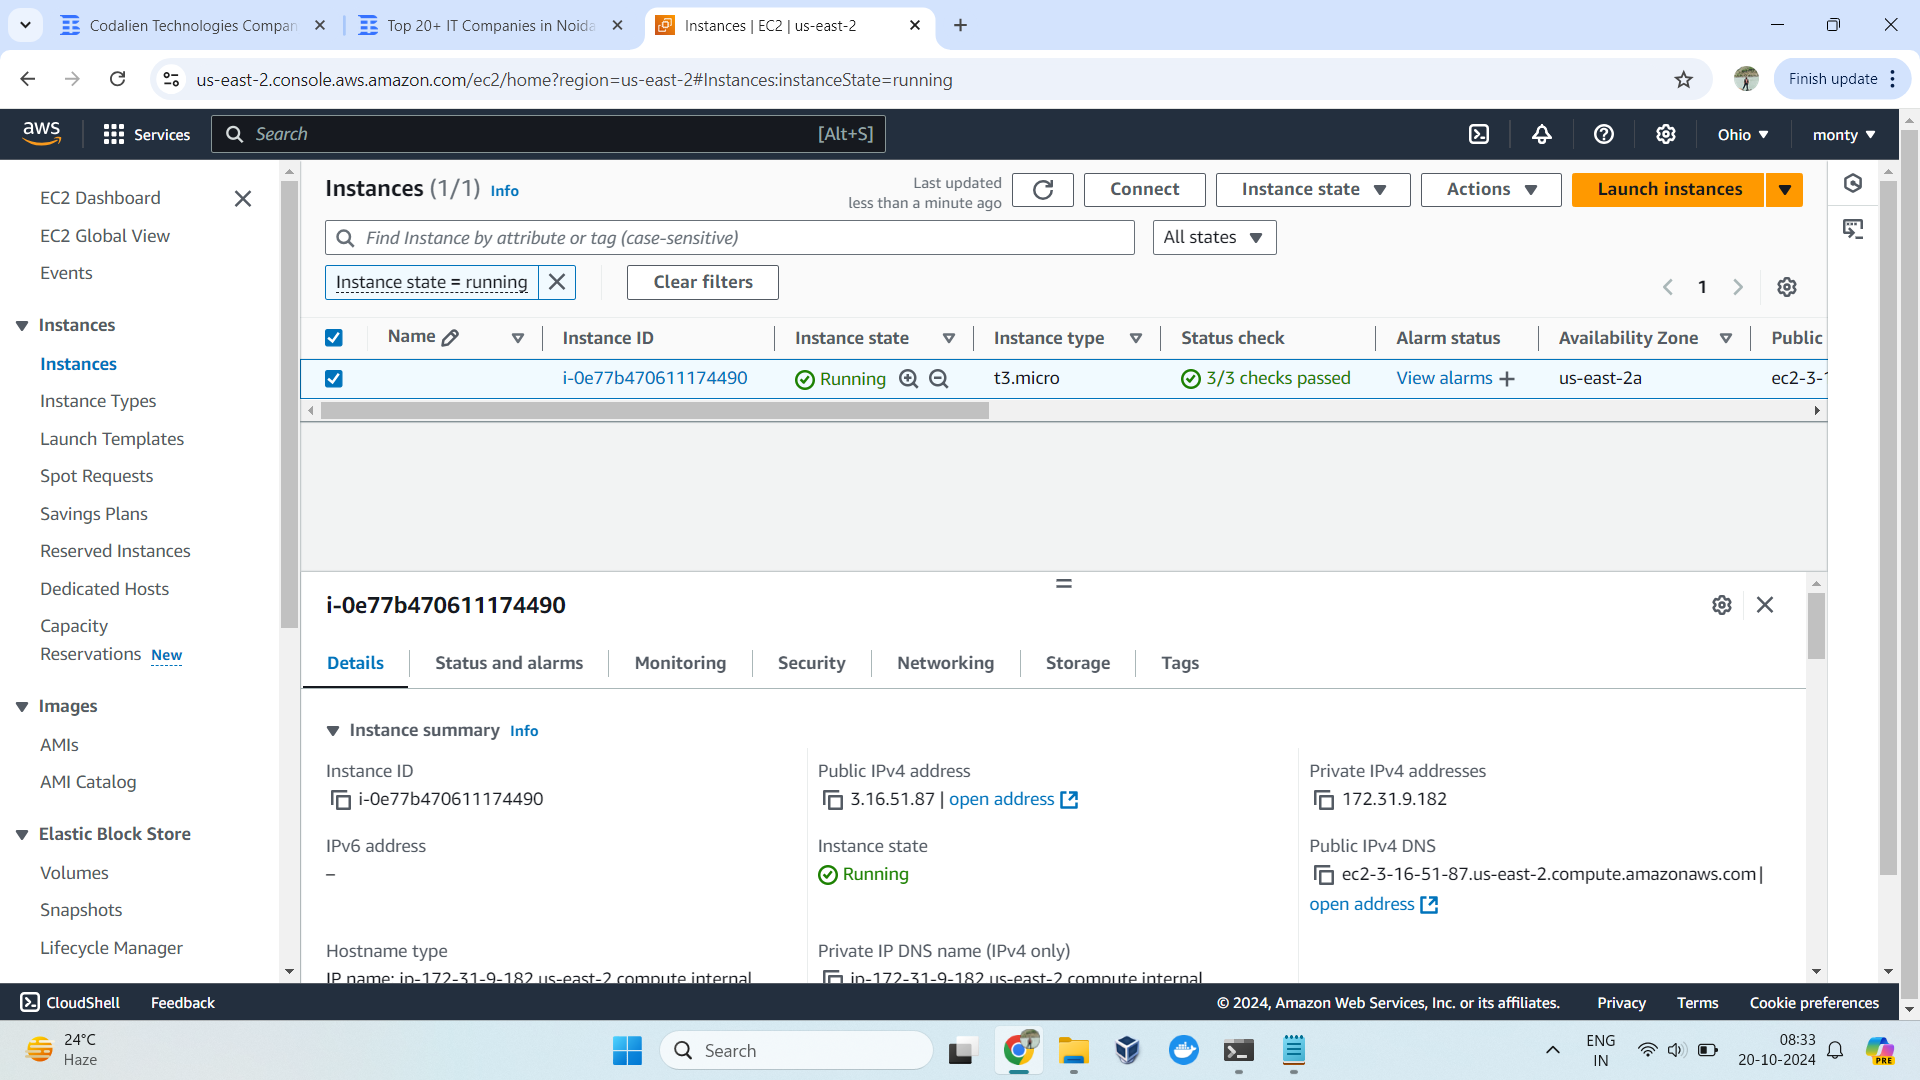 Codalien Technologies Compan
Top 20+ IT Companies in Noida
Instances | EC2 | us-east-2
us-east-2.console.aws.amazon.com/ec2/home?region=us-east-2#Instances:instanceState=running
Finish update
aws
Services
Search
[Alt+S]
Ohio
monty
EC2 Dashboard
EC2 Global View
Events
Instances
Instances
Instance Types
Launch Templates
Spot Requests
Savings Plans
Reserved Instances
Dedicated Hosts
Capacity
Reservations New
Images
AMIs
AMI Catalog
Elastic Block Store
Volumes
Snapshots
Lifecycle Manager
Instances (1/1) Info
Last updated
less than a minute ago
Connect
Instance state
Actions
Launch instances
Find Instance by attribute or tag (case-sensitive)
All states
Instance state = running
Clear filters
1
Name
Instance ID
Instance state
Instance type
Status check
Alarm status
Availability Zone
Public
i-0e77b470611174490
Running
t3.micro
3/3 checks passed
View alarms
us-east-2a
ec2-3-1
i-0e77b470611174490
Details
Status and alarms
Monitoring
Security
Networking
Storage
Tags
Instance summary Info
Instance ID
i-0e77b470611174490
Public IPv4 address
3.16.51.87 | open address
Private IPv4 addresses
172.31.9.182
IPv6 address
–
Instance state
Running
Public IPv4 DNS
ec2-3-16-51-87.us-east-2.compute.amazonaws.com |
open address
Hostname type
IP name: ip-172-31-9-182.us-east-2.compute.internal
Private IP DNS name (IPv4 only)
ip-172-31-9-182.us-east-2.compute.internal
CloudShell
Feedback
© 2024, Amazon Web Services, Inc. or its affiliates.
Privacy
Terms
Cookie preferences
24°C
Haze
Search
ENG
IN
08:33
20-10-2024
PRE